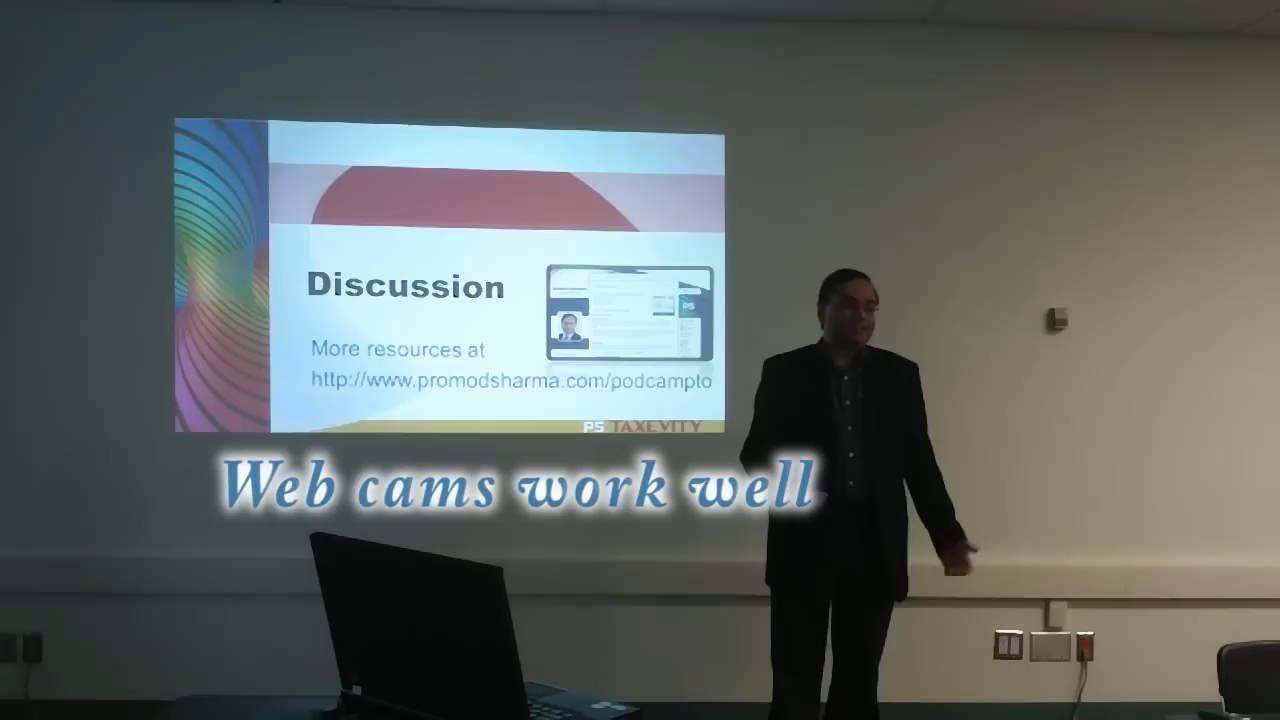 Discussion
More resources at
http://www.promodsharma.com/podcampto
PS TAXEVITY
Web cams work well